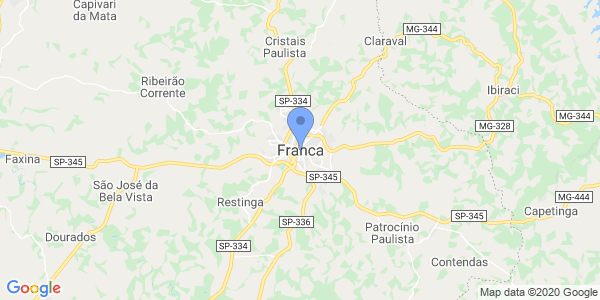 Capivari
da Mata
Cristais
Paulista
Claraval
MG-344
Ribeirão
Corrente
Ibiraci
SP-334
MG-344
MG-328
Franca
Faxina
SP-345
SP-345
São José da
Bela Vista
MG-444
Restinga
SP-345
Capetinga
SP-336
Patrocínio
Paulista
Dourados
SP-334
Contendas
Google
Map data ©2020 Google